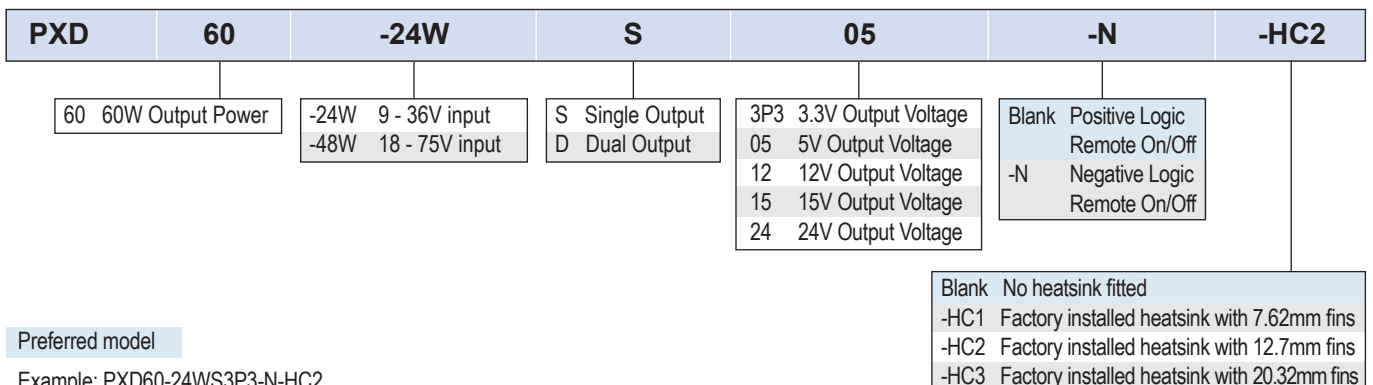 PXD 60 -24W S 05 -N -HC2
60 60W Output Power
-24W 9 - 36V input
-48W 18 - 75V input
S Single Output
D Dual Output
3P3 3.3V Output Voltage
05 5V Output Voltage
12 12V Output Voltage
15 15V Output Voltage
24 24V Output Voltage
Blank Positive Logic
Remote On/Off
-N Negative Logic
Remote On/Off
Blank No heatsink fitted
-HC1 Factory installed heatsink with 7.62mm fins
-HC2 Factory installed heatsink with 12.7mm fins
-HC3 Factory installed heatsink with 20.32mm fins
Preferred model
Example: PXD60-24WS3P3-N-HC2